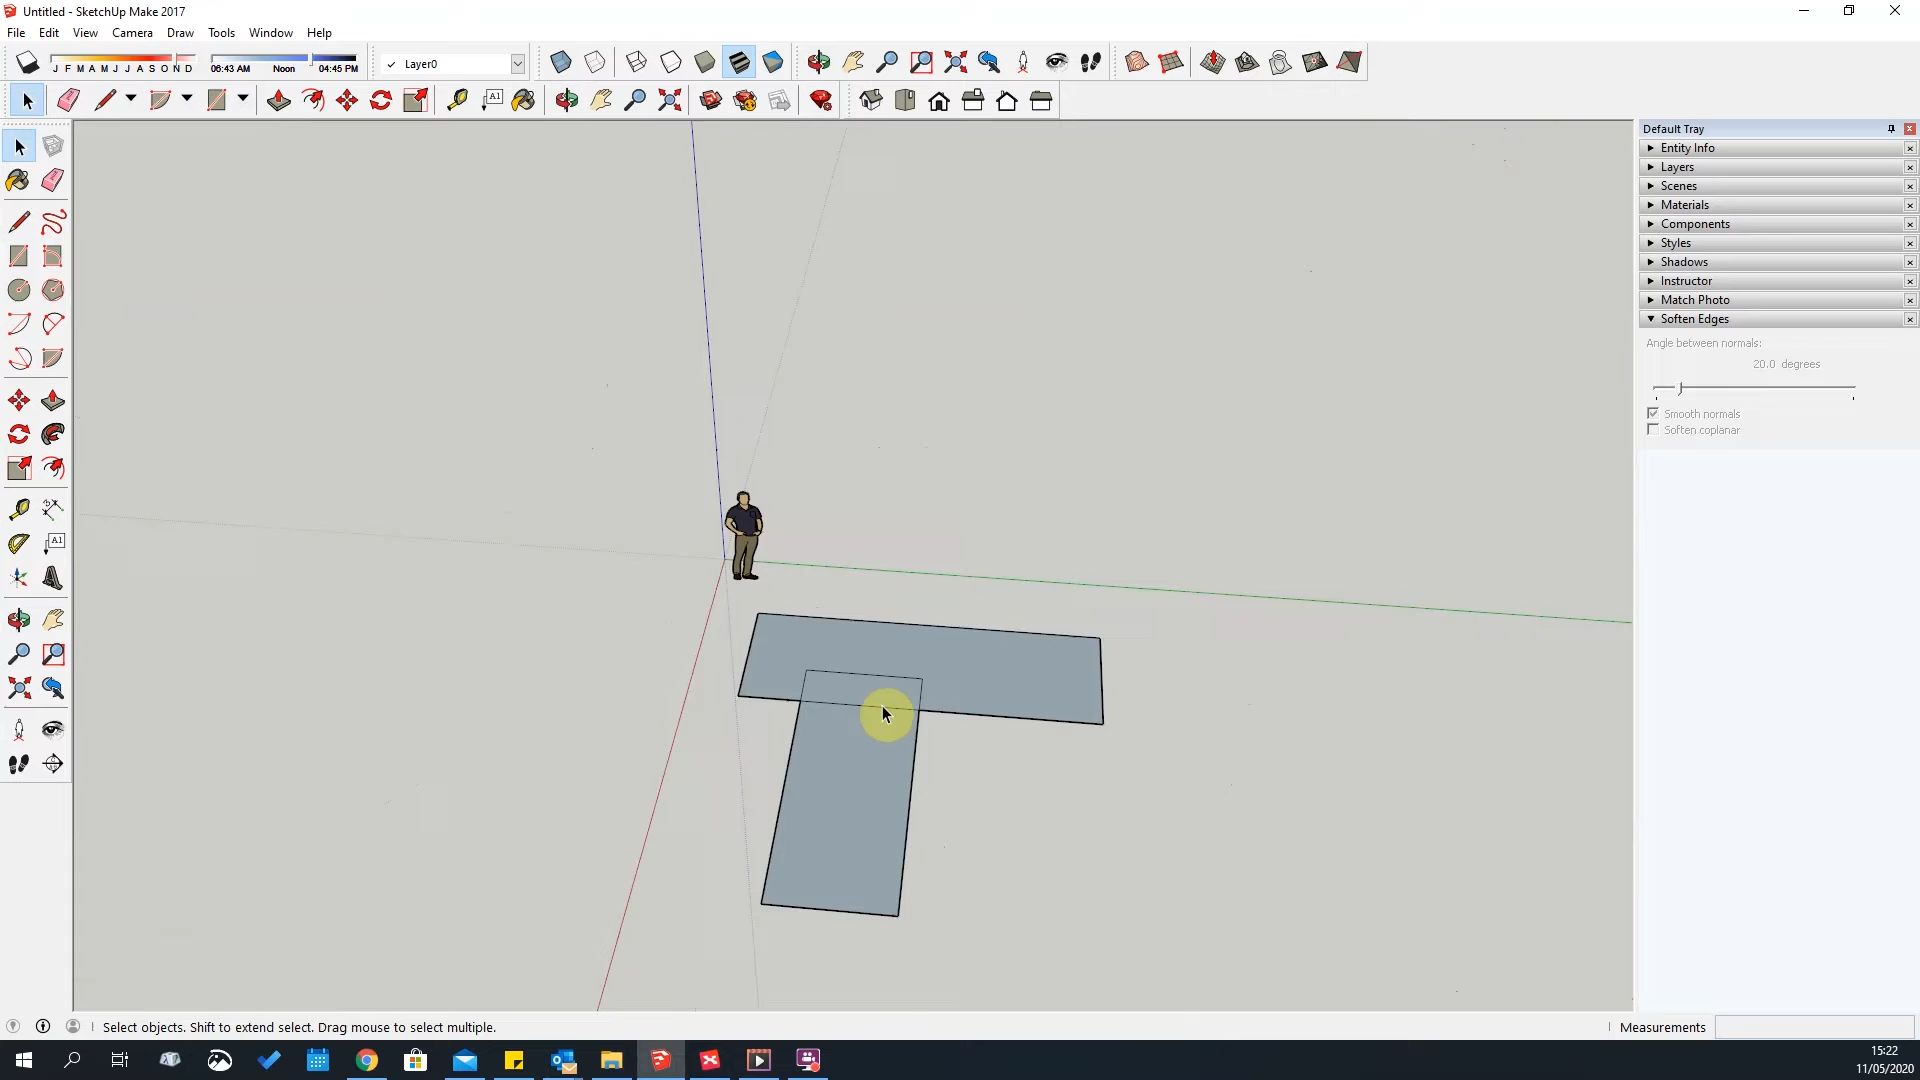 Untitled - SketchUp Make 2017
File Edit View Camera Draw Tools Window Help
J F M A M J J A S O N D
06:43 AM Noon 04:45 PM
✓ Layer0
A1
Default Tray
Entity Info
Layers
Scenes
Materials
Components
Styles
Shadows
Instructor
Match Photo
Soften Edges
Angle between normals:
20.0 degrees
Smooth normals
Soften coplanar
A1
Select objects. Shift to extend select. Drag mouse to select multiple.
Measurements
15:22
11/05/2020